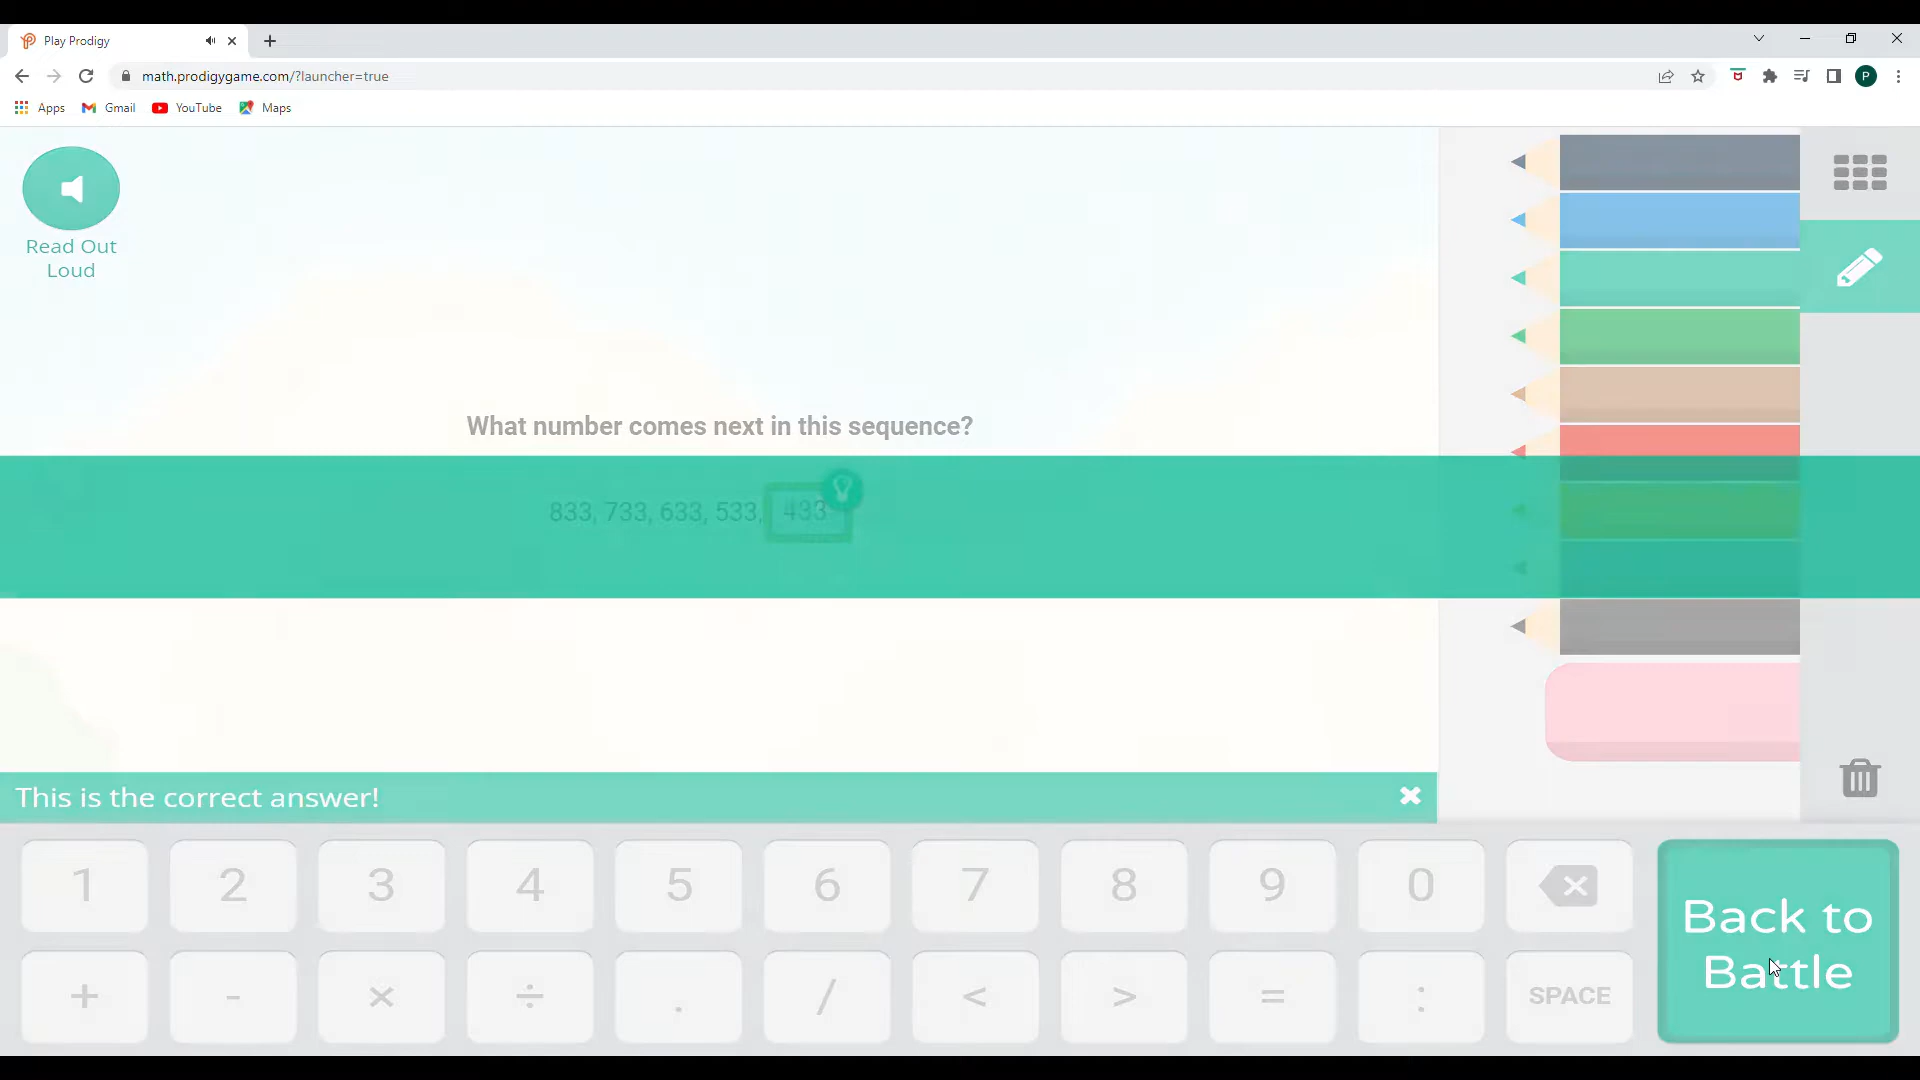 Play Prodigy
math.prodigygame.com/?launcher=true
P
Apps Gmail YouTube Maps
Read Out
Loud
What number comes next in this sequence?
833, 733, 633, 533, 433
This is the correct answer!
1 2 3 4 5 6 7 8 9 0
+ - × ÷ . / < > = : SPACE
Back to
Battle